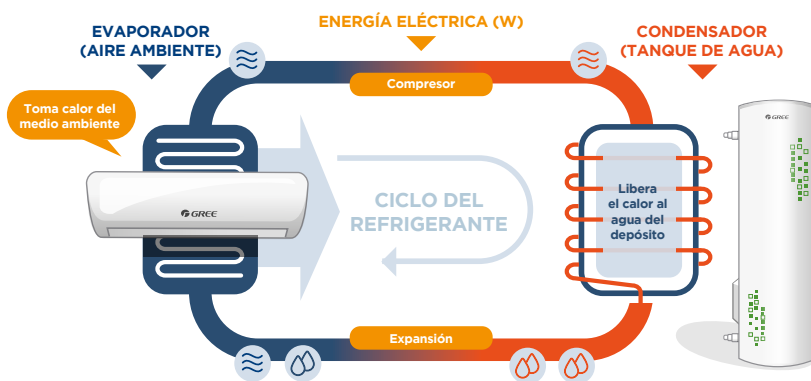 ENERGÍA ELÉCTRICA (W)
EVAPORADOR
(AIRE AMBIENTE)
CONDENSADOR
(TANQUE DE AGUA)
Compresor
Toma calor del
medio ambiente
GREE
CICLO DEL
REFRIGERANTE
Libera
el calor al
agua del
depósito
GREE
Expansión